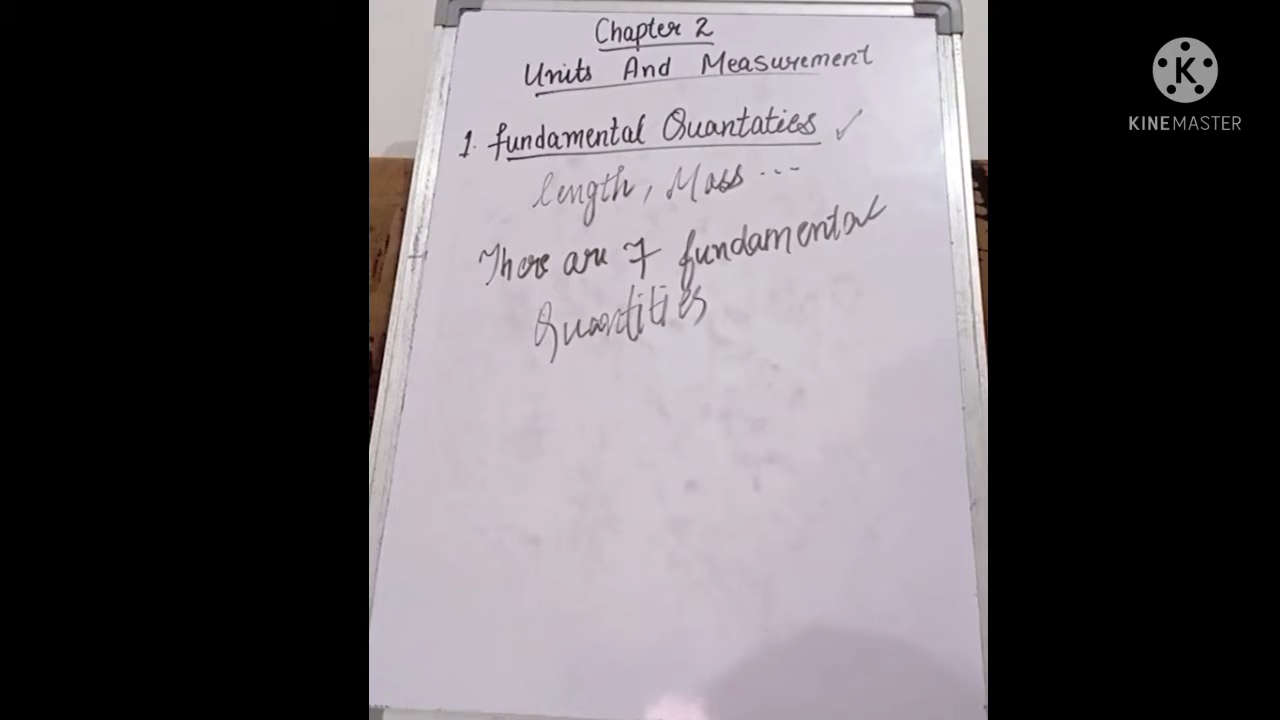 Chapter 2
Units And Measurement
1. fundamental Quantaties ✓
length, Mass ...
There are 7 fundamental
Quantities
K
KINEMASTER